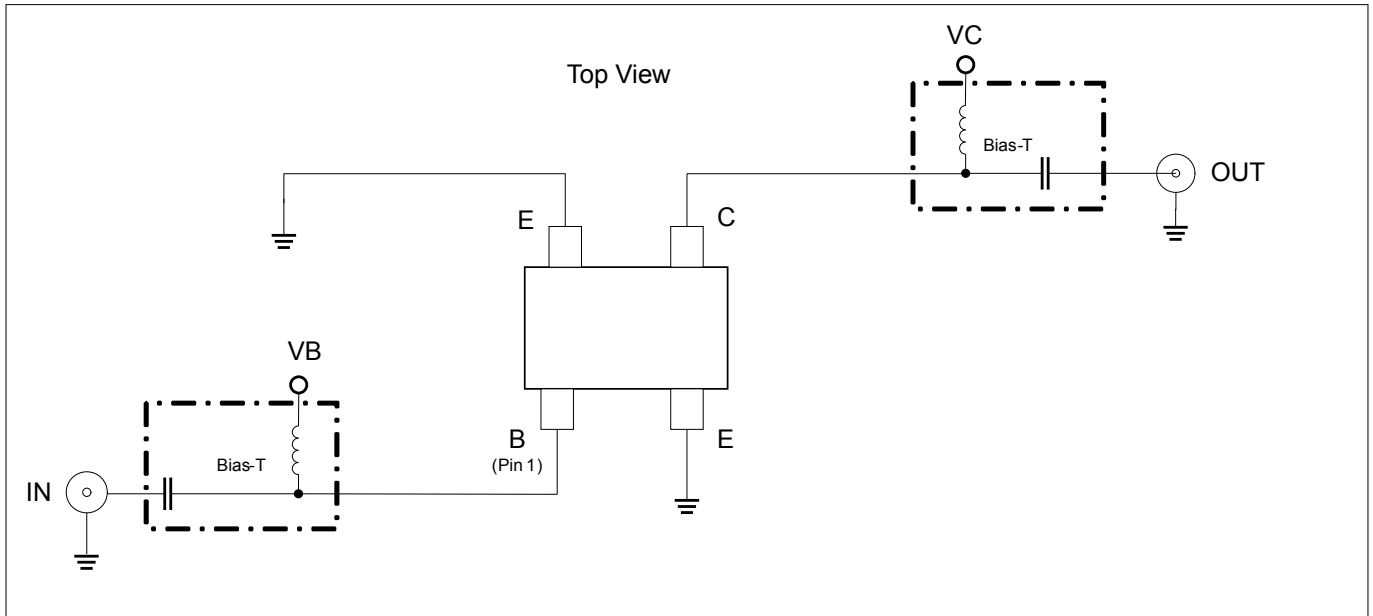 VC
Top View
Bias-T
OUT
E
C
VB
B
(Pin 1)
E
Bias-T
IN